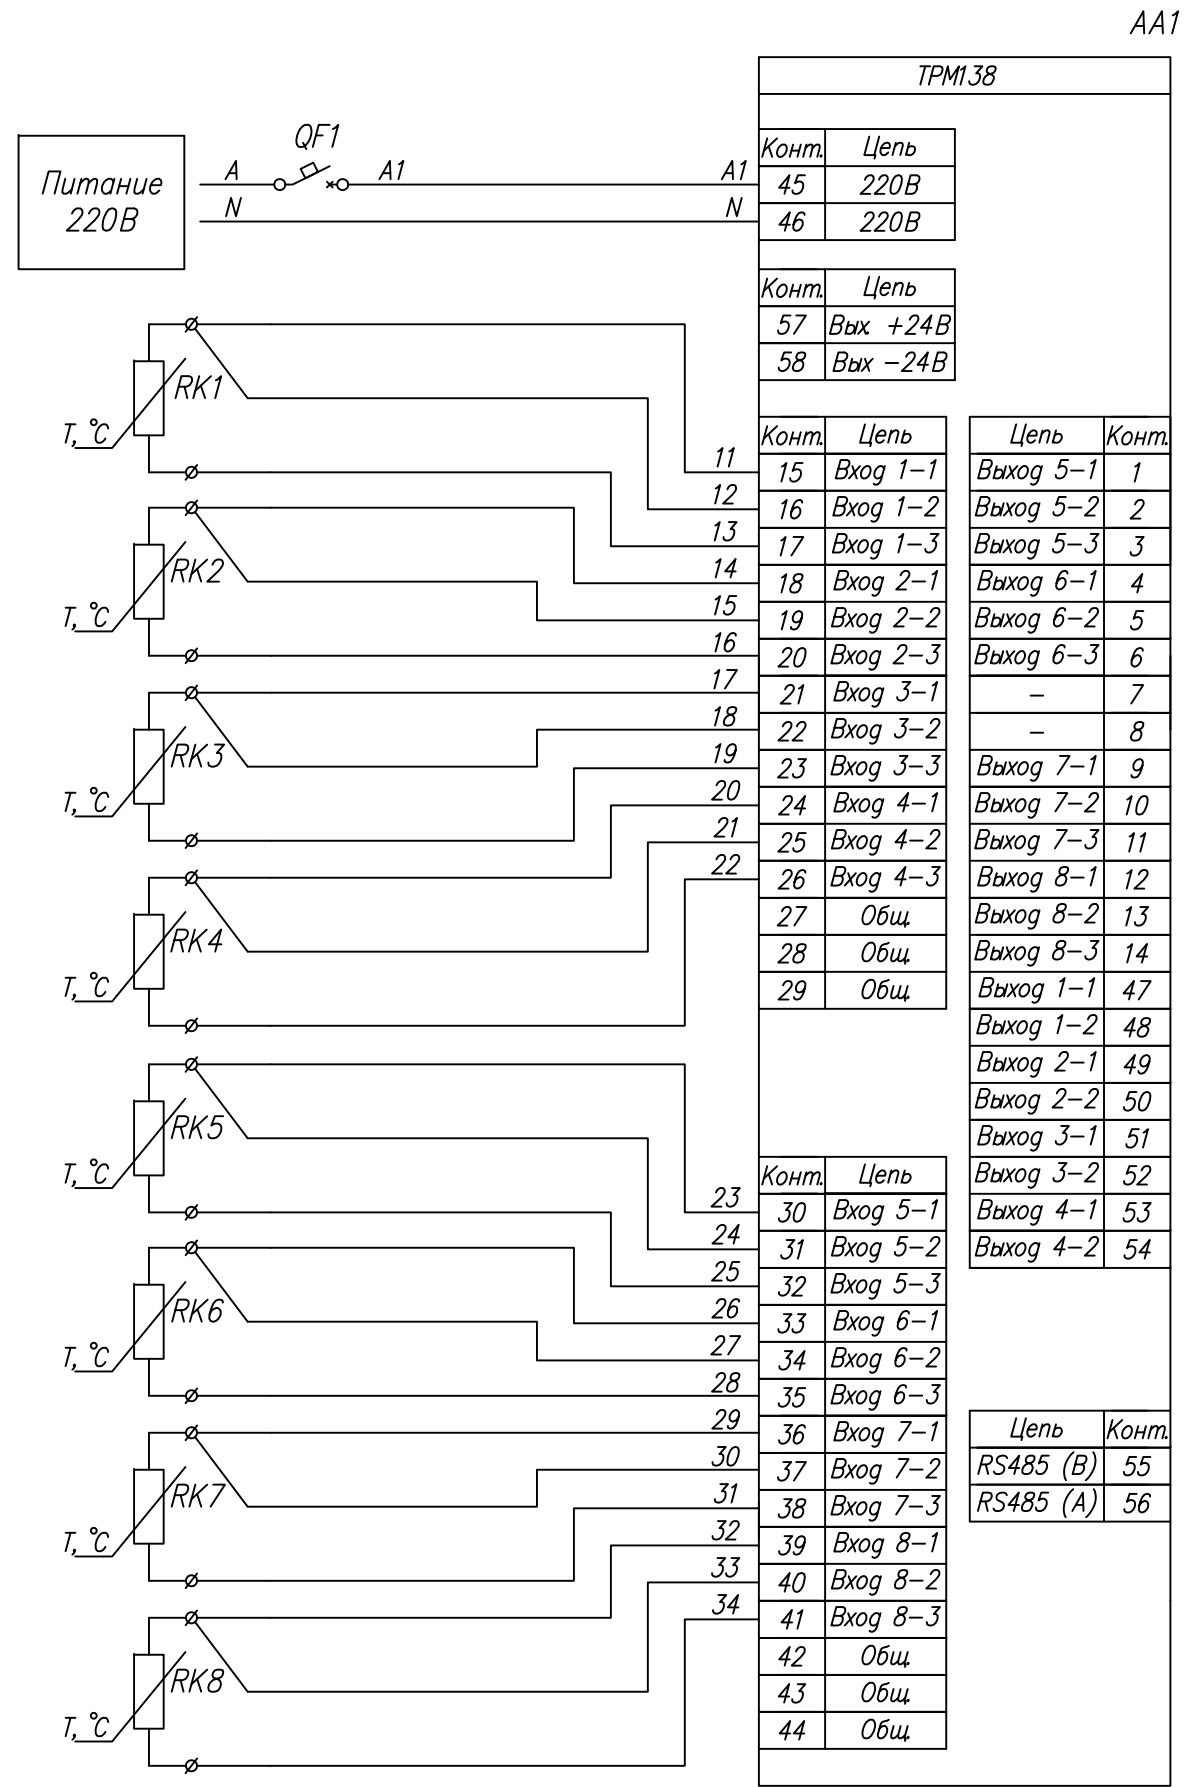 AA1
ТРМ138
QF1
Конт. Цепь
Питание
220В
A A1 A1 45 220В
N N 46 220В
Конт. Цепь
57 Вых. +24В
58 Вых -24В
RK1
T, °C
Конт. Цепь Цепь Конт.
11 15 Вход 1-1 Выход 5-1 1
12 16 Вход 1-2 Выход 5-2 2
13 17 Вход 1-3 Выход 5-3 3
RK2
14 18 Вход 2-1 Выход 6-1 4
T, °C
15 19 Вход 2-2 Выход 6-2 5
16 20 Вход 2-3 Выход 6-3 6
17 21 Вход 3-1 - 7
18 22 Вход 3-2 - 8
RK3
19 23 Вход 3-3 Выход 7-1 9
T, °C
20 24 Вход 4-1 Выход 7-2 10
21 25 Вход 4-2 Выход 7-3 11
22 26 Вход 4-3 Выход 8-1 12
27 Общ. Выход 8-2 13
RK4
28 Общ. Выход 8-3 14
T, °C
29 Общ. Выход 1-1 47
Выход 1-2 48
Выход 2-1 49
Выход 2-2 50
RK5
Выход 3-1 51
T, °C
Конт. Цепь Выход 3-2 52
23 30 Вход 5-1 Выход 4-1 53
24 31 Вход 5-2 Выход 4-2 54
25 32 Вход 5-3
RK6
26 33 Вход 6-1
T, °C
27 34 Вход 6-2
28 35 Вход 6-3
29 36 Вход 7-1 Цепь Конт.
30 37 Вход 7-2 RS485 (B) 55
RK7
31 38 Вход 7-3 RS485 (A) 56
T, °C
32 39 Вход 8-1
33 40 Вход 8-2
34 41 Вход 8-3
42 Общ.
RK8
43 Общ.
T, °C
44 Общ.